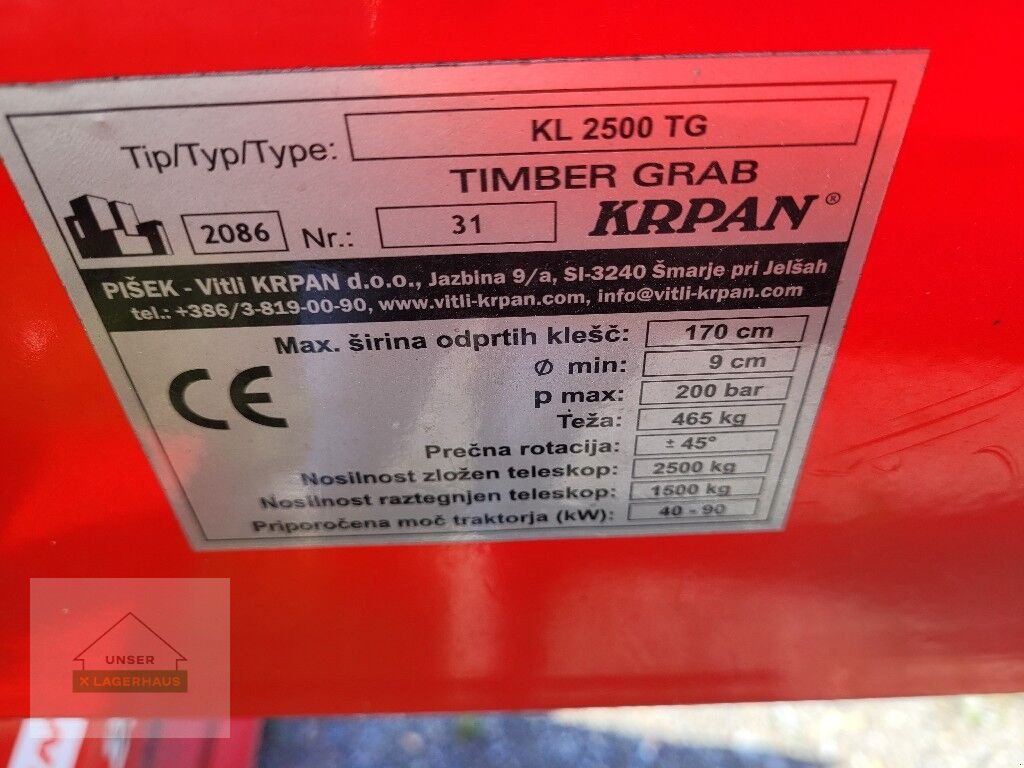 Tip/Typ/Type: KL 2500 TG
TIMBER GRAB
2086 Nr.: 31 KRPAN®
PIŠEK - Vitli KRPAN d.o.o., Jazbina 9/a, SI-3240 Šmarje pri Jelšah
tel.: +386/3-819-00-90, www.vitli-krpan.com, info@vitli-krpan.com
Max. širina odprtih klešč: 170 cm
Ø min: 9 cm
p max: 200 bar
CE
Teža: 465 kg
Prečna rotacija: ± 45°
Nosilnost zložen teleskop: 2500 kg
Nosilnost raztegnjen teleskop: 1500 kg
Priporočena moč traktorja (kW): 40 - 90
UNSER
X LAGERHAUS